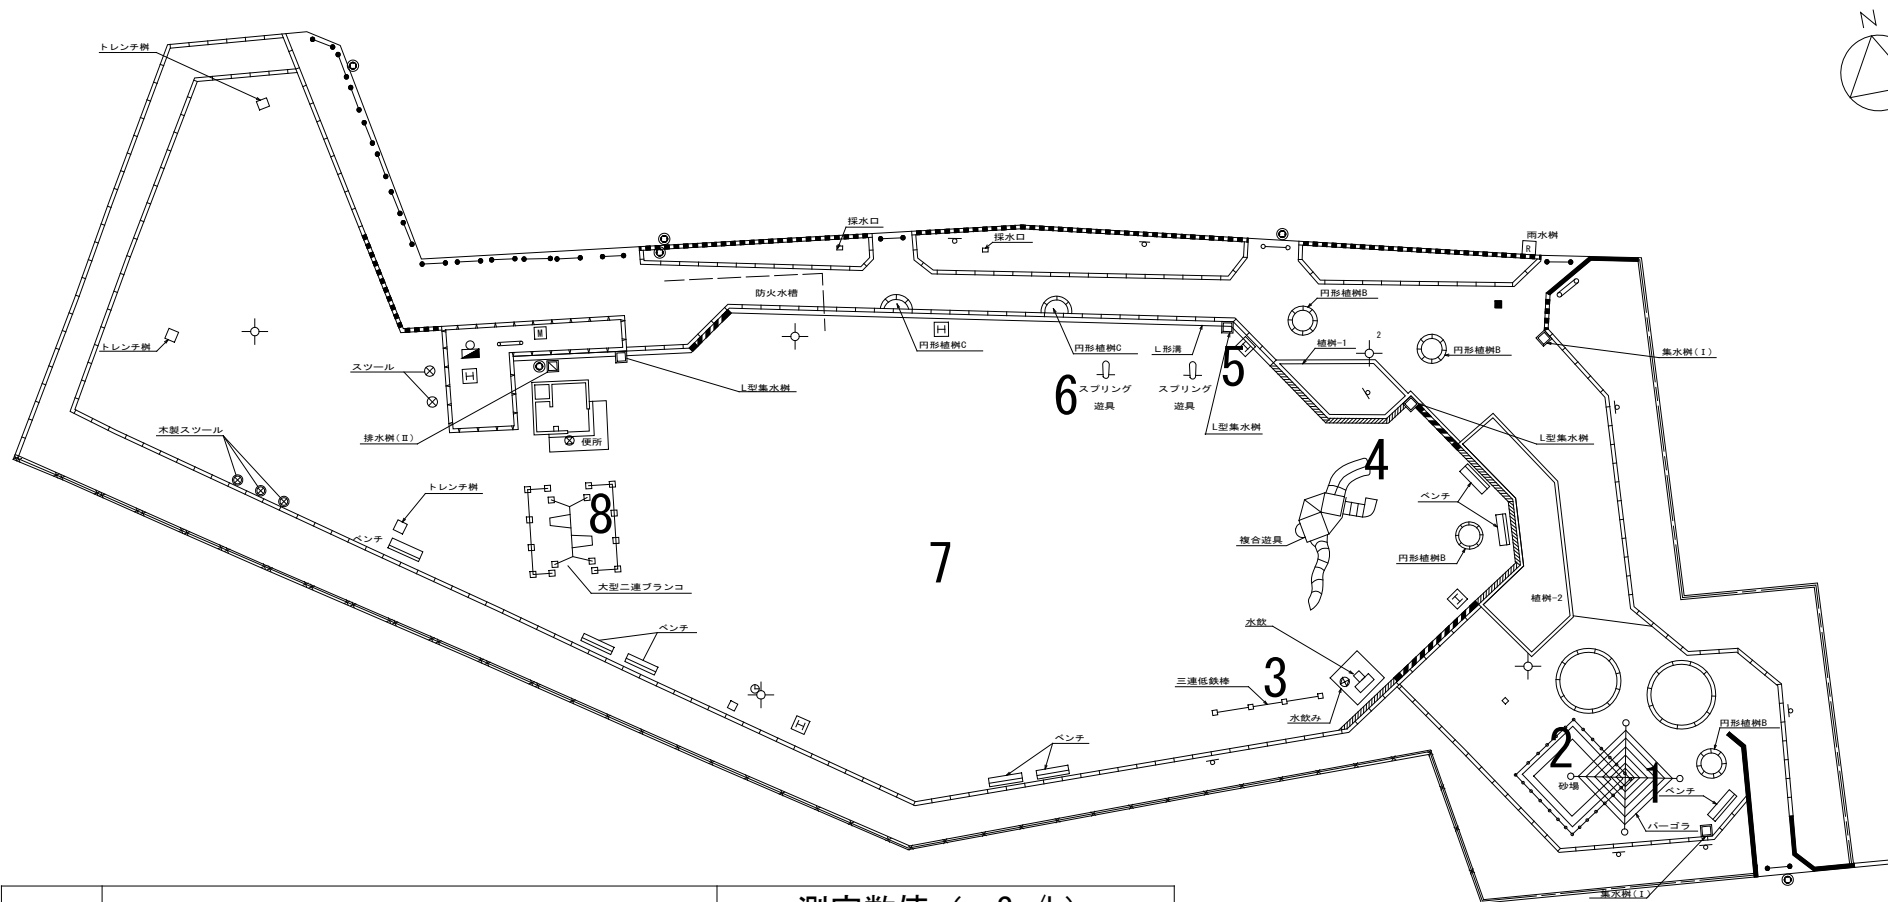 N
トレンチ桝
トレンチ桝
スツール
木製スツール
トレンチ桝
ベンチ
排水桝(Ⅱ)
M
H
便所
L型集水桝
8
大型二連ブランコ
ベンチ
H
防火水槽
採水口
採水口
円形植桝C
H
円形植桝C
L形溝
スプリング
遊具
スプリング
遊具
6
5
H
L型集水桝
植桝-1
2
円形植桝B
円形植桝B
雨水桝
R
集水桝(Ⅰ)
L型集水桝
4
ベンチ
複合遊具
円形植桝B
植桝-2
H
7
水飲
3
三連低鉄棒
水飲み
ベンチ
円形植桝B
2
1
砂場
ベンチ
パーゴラ
集水桝(Ⅰ)